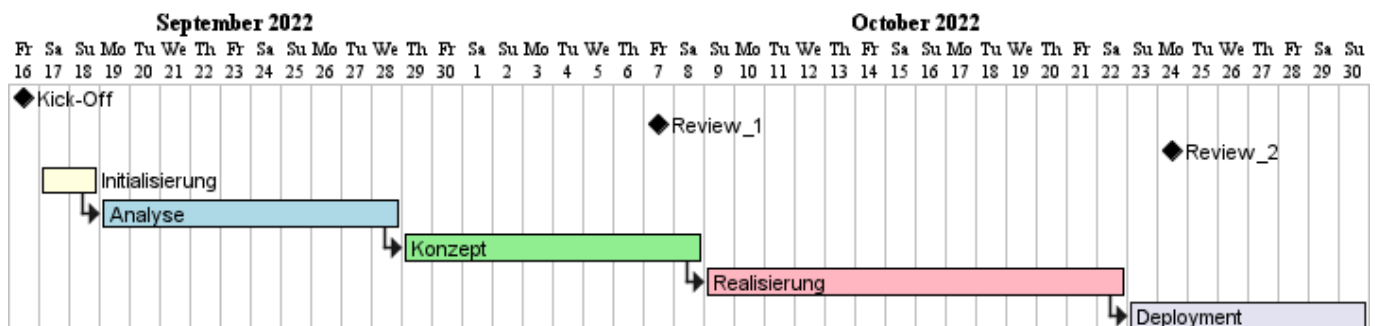 September 2022 October 2022
Fr Sa Su Mo Tu We Th Fr Sa Su Mo Tu We Th Fr Sa Su Mo Tu We Th Fr Sa Su Mo Tu We Th Fr Sa Su Mo Tu We Th Fr Sa Su Mo Tu We Th Fr Sa Su
16 17 18 19 20 21 22 23 24 25 26 27 28 29 30 1 2 3 4 5 6 7 8 9 10 11 12 13 14 15 16 17 18 19 20 21 22 23 24 25 26 27 28 29 30
Kick-Off
Review_1
Review_2
Initialisierung
Analyse
Konzept
Realisierung
Deployment